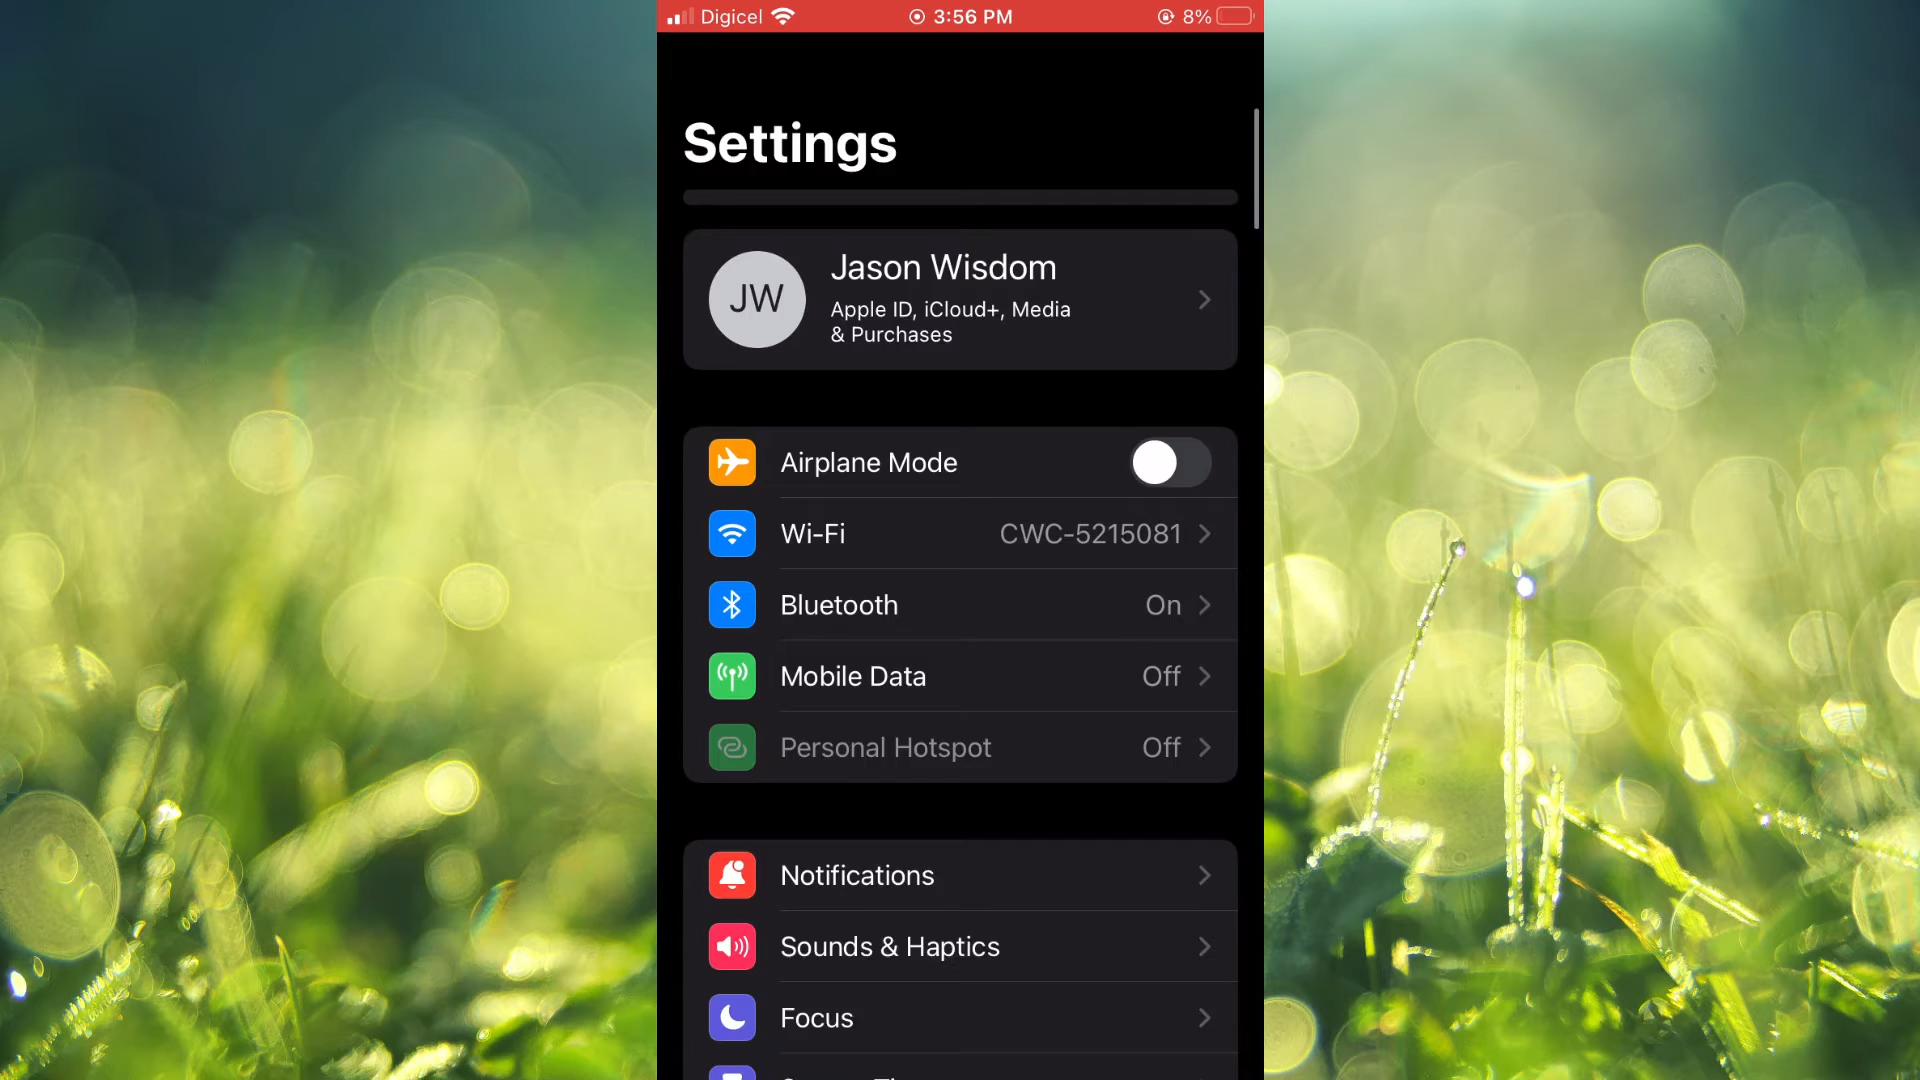 Digicel 3:56 PM 8%
Settings
JW
Jason Wisdom
Apple ID, iCloud+, Media
& Purchases
Airplane Mode
Wi-Fi CWC-5215081
Bluetooth On
Mobile Data Off
Personal Hotspot Off
Notifications
Sounds & Haptics
Focus